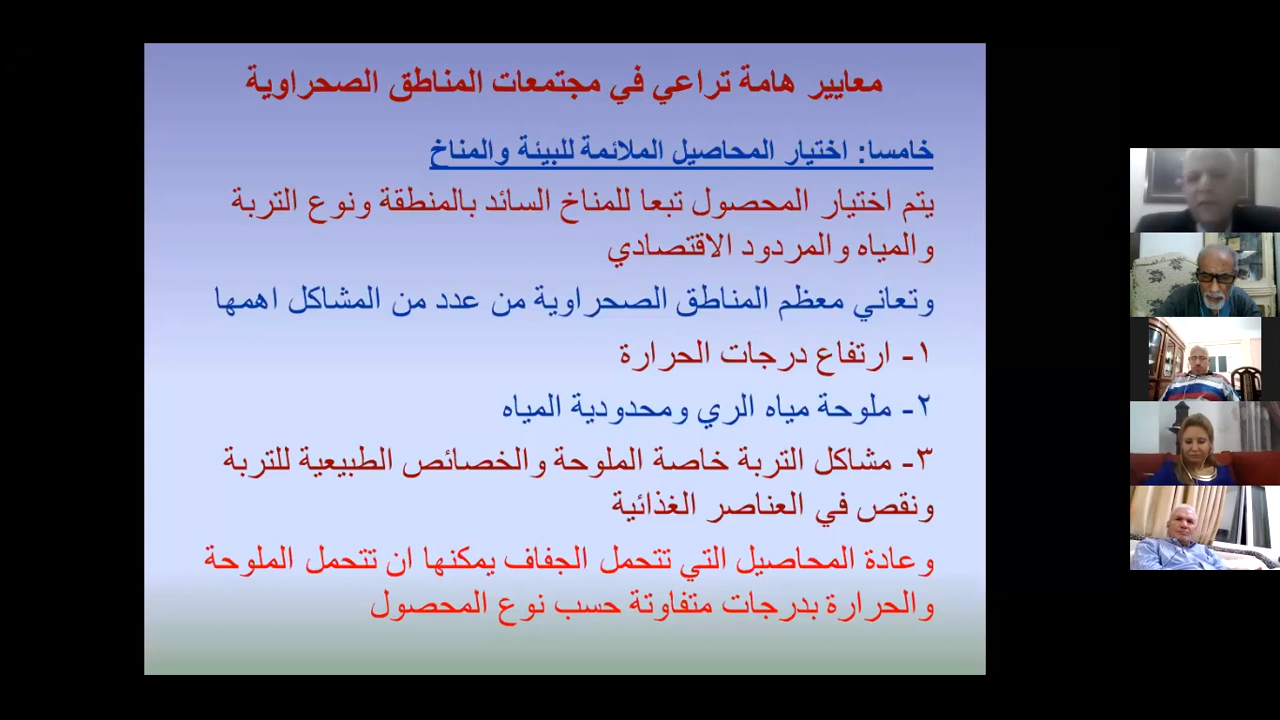 معايير هامة تراعي في مجتمعات المناطق الصحراوية
خامسا: اختيار المحاصيل الملائمة للبيئة والمناخ
يتم اختيار المحصول تبعا للمناخ السائد بالمنطقة ونوع التربة
والمياه والمردود الاقتصادي
وتعاني معظم المناطق الصحراوية من عدد من المشاكل اهمها
١- ارتفاع درجات الحرارة
٢- ملوحة مياه الري ومحدودية المياه
٣- مشاكل التربة خاصة الملوحة والخصائص الطبيعية للتربة
ونقص في العناصر الغذائية
وعادة المحاصيل التي تتحمل الجفاف يمكنها ان تتحمل الملوحة
والحرارة بدرجات متفاوتة حسب نوع المحصول